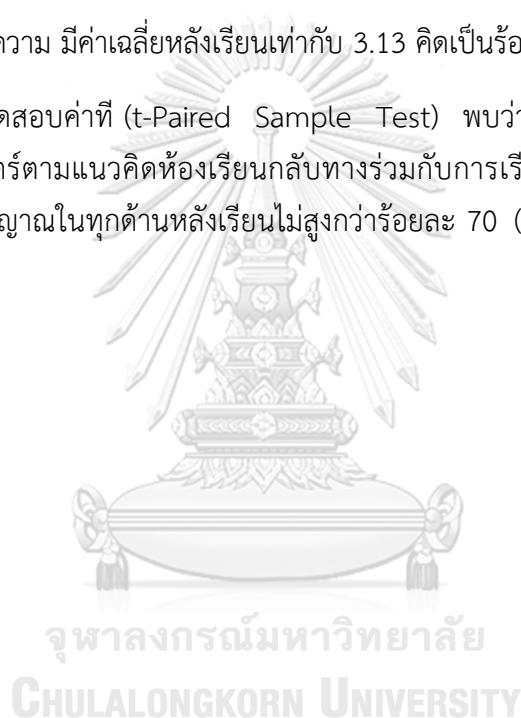 ความ มีค่าเฉลี่ยหลังเรียนเท่ากับ 3.13 คิดเป็นร้อ
ดสอบค่าที (t-Paired Sample Test) พบว่
ร์ตามแนวคิดห้องเรียนกลับทางร่วมกับการเรี
ญาณในทุกด้านหลังเรียนไม่สูงกว่าร้อยละ 70 (
จุฬาลงกรณ์มหาวิทยาลัย
CHULALONGKORN UNIVERSITY